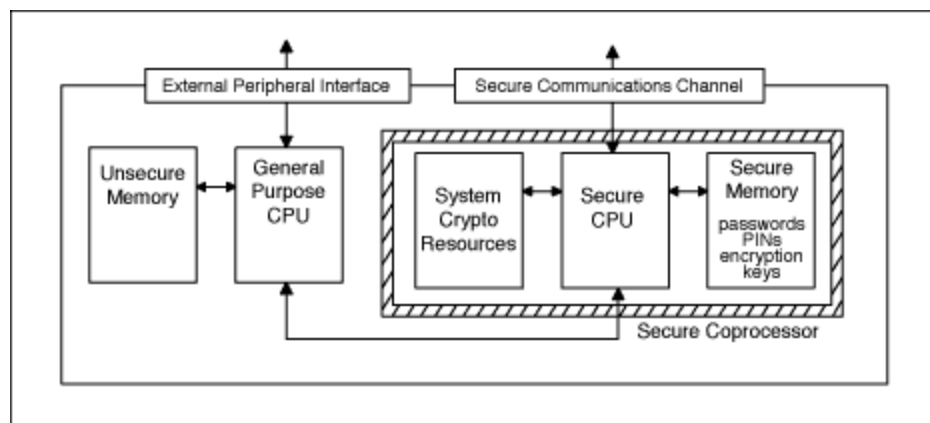 External Peripheral Interface
Secure Communications Channel
Unsecure
Memory
General
Purpose
CPU
System
Crypto
Resources
Secure
CPU
Secure
Memory
passwords
PINs
encryption
keys
Secure Coprocessor